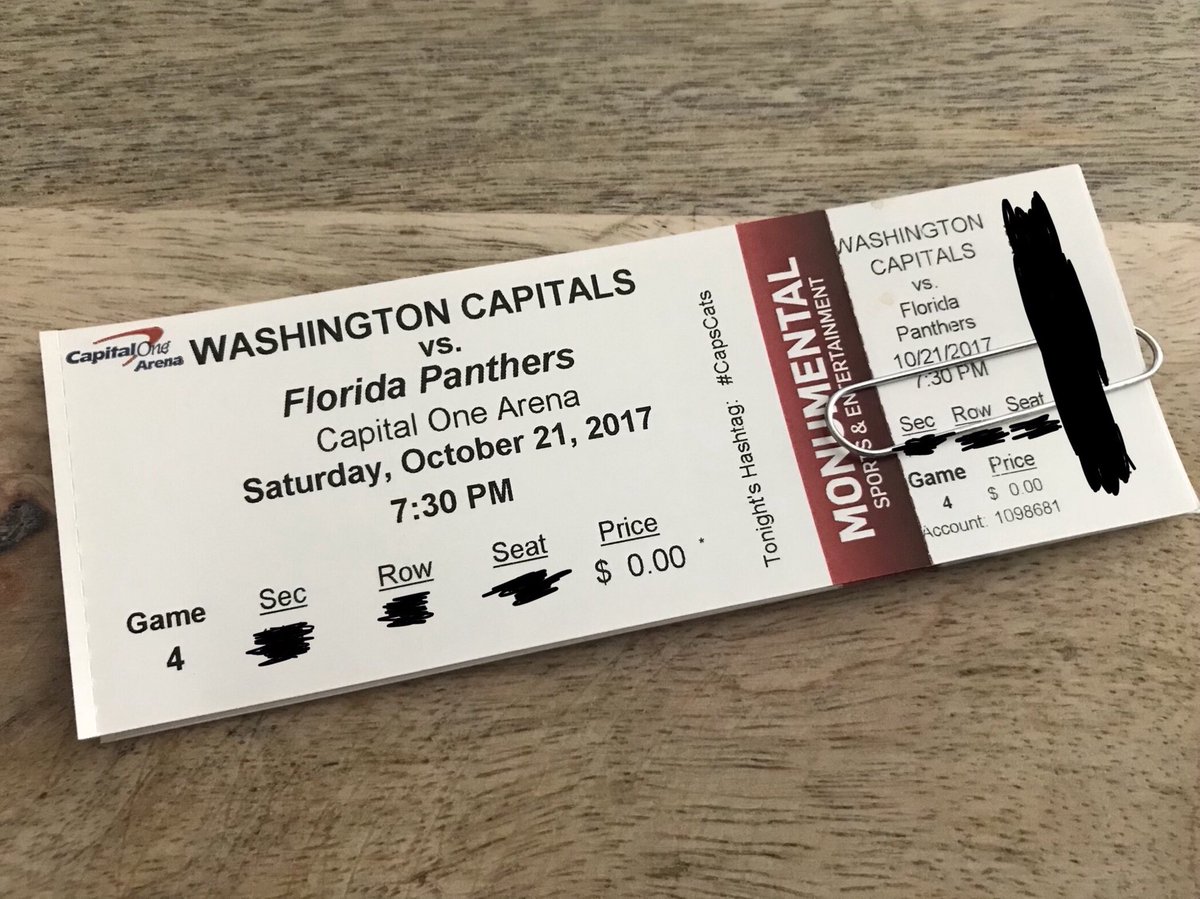 CapitalOne
Arena
WASHINGTON CAPITALS
vs.
Florida Panthers
Capital One Arena
Saturday, October 21, 2017
7:30 PM
Game
4
Sec
Row
Seat
Price
$ 0.00 *
Tonight's Hashtag: #CapsCats
MONUMENTAL
SPORTS & ENTERTAINMENT
WASHINGTON
CAPITALS
vs.
Florida
Panthers
10/21/2017
7:30 PM
Sec Row Seat
Game
4
Price
$ 0.00
Account: 1098681